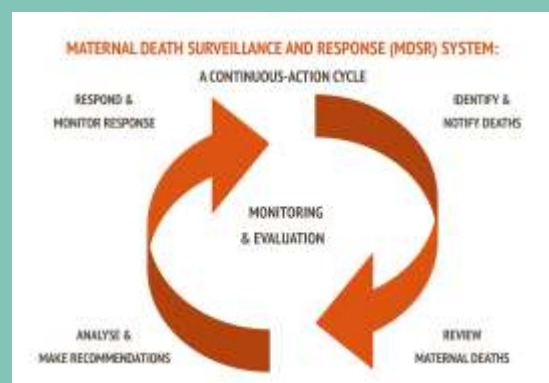 MATERNAL DEATH SURVEILLANCE AND RESPONSE (MDSR) SYSTEM:
A CONTINUOUS-ACTION CYCLE
RESPOND &
MONITOR RESPONSE
IDENTIFY &
NOTIFY DEATHS
MONITORING
& EVALUATION
ANALYSE &
MAKE RECOMMENDATIONS
REVIEW
MATERNAL DEATHS